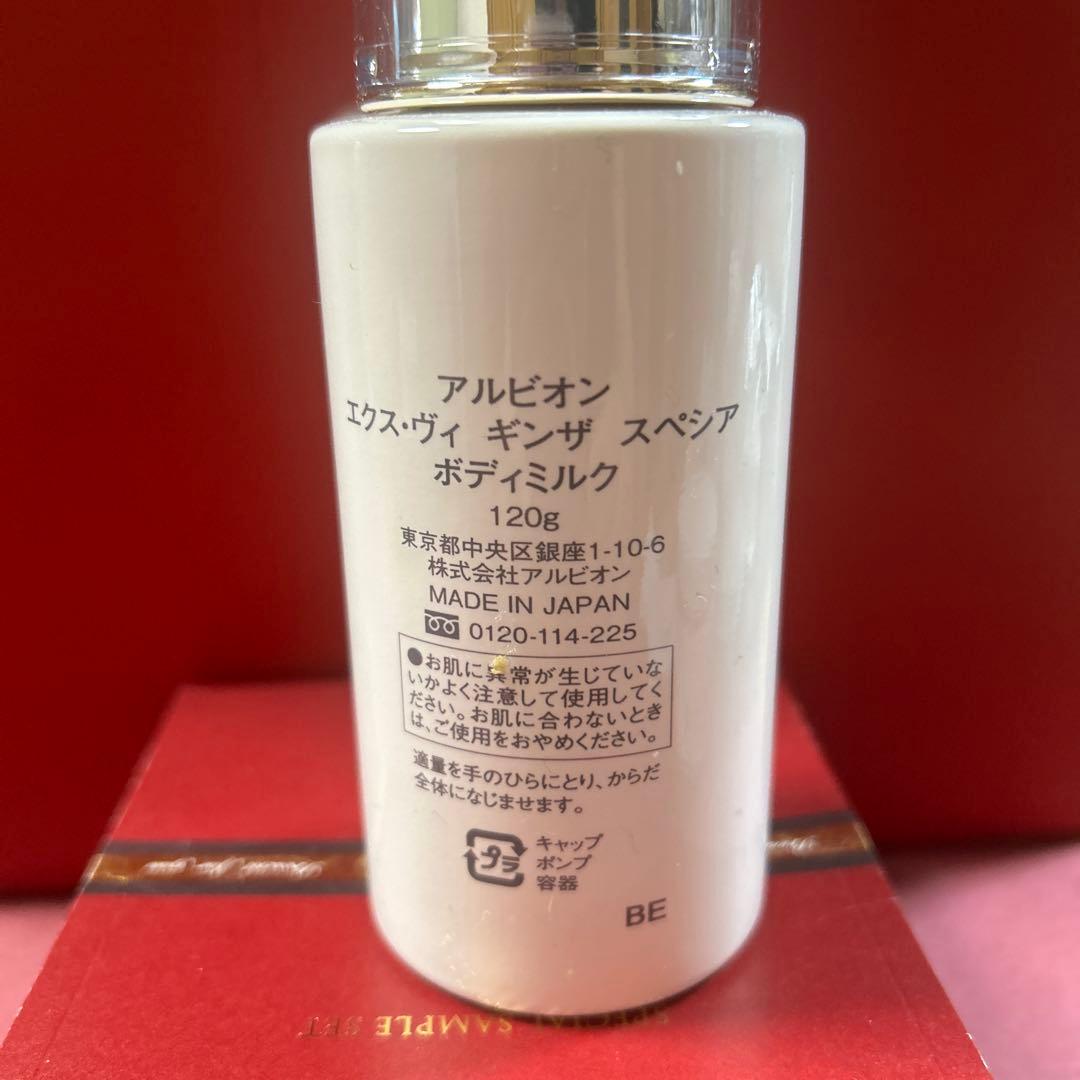 アルビオン
エクス・ヴィ ギンザ スペシア
ボディミルク
120g
東京都中央区銀座1-10-6
株式会社アルビオン
MADE IN JAPAN
0120-114-225
●お肌に異常が生じていな
いかよく注意して使用してく
ださい。お肌に合わないとき
は、ご使用をおやめください。
適量を手のひらにとり、からだ
全体になじませます。
プラ
キャップ
ポンプ
容器
BE
SPECIAL SAMPLE SET